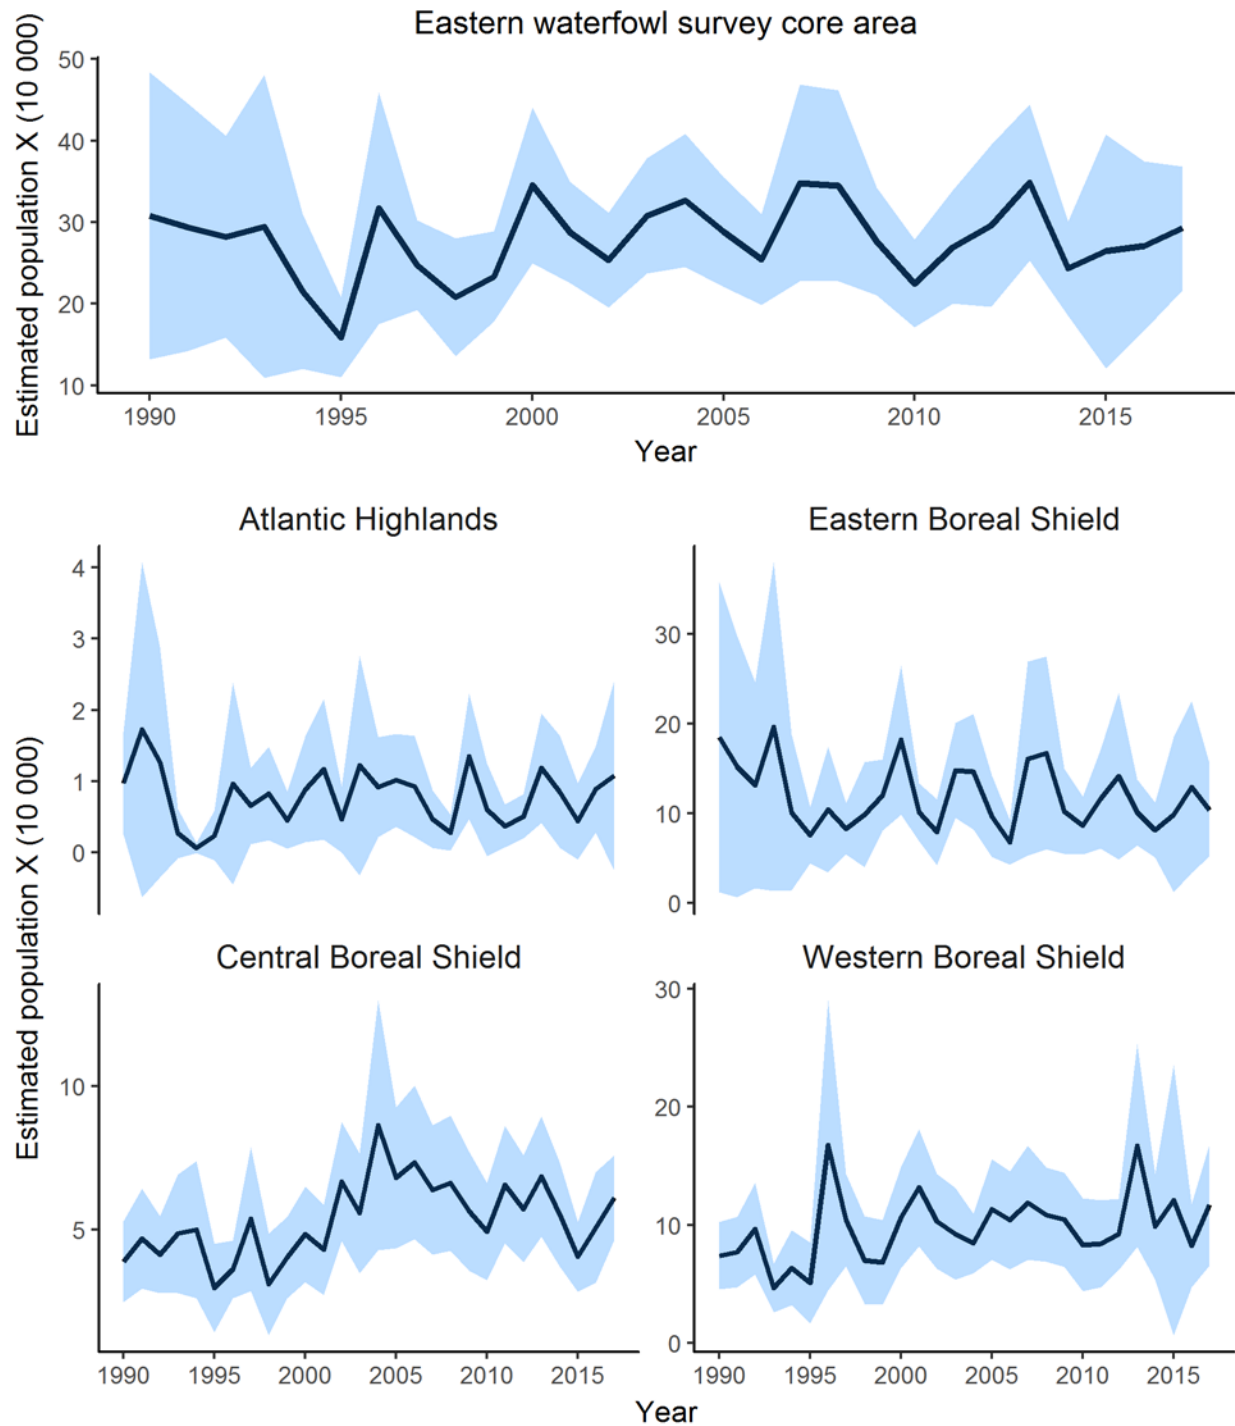 Eastern waterfowl survey core area
Estimated population X (10 000)
50
40
30
20
10
1990 1995 2000 2005 2010 2015
Year
Estimated population X (10 000)
Atlantic Highlands
4
3
2
1
0
Eastern Boreal Shield
30
20
10
0
Central Boreal Shield
10
5
1990 1995 2000 2005 2010 2015
Western Boreal Shield
30
20
10
0
1990 1995 2000 2005 2010 2015
Year